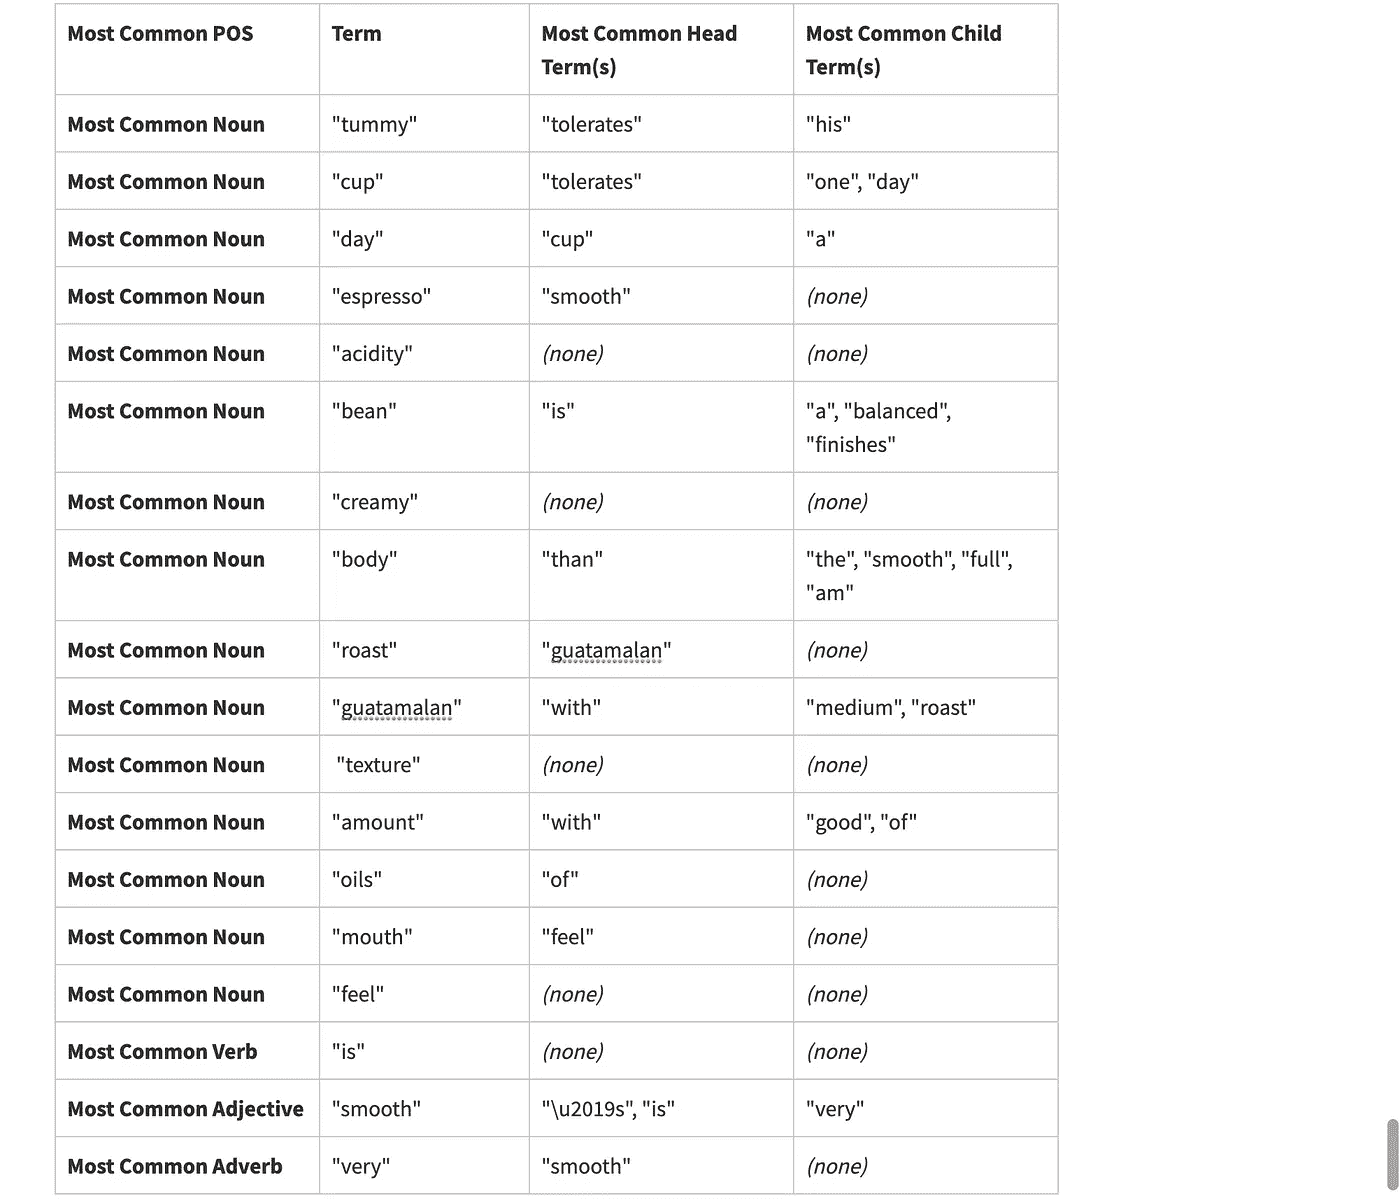 Most Common POS Term Most Common Head Term(s) Most Common Child Term(s)
Most Common Noun "tummy" "tolerates" "his"
Most Common Noun "cup" "tolerates" "one", "day"
Most Common Noun "day" "cup" "a"
Most Common Noun "espresso" "smooth" (none)
Most Common Noun "acidity" (none) (none)
Most Common Noun "bean" "is" "a", "balanced", "finishes"
Most Common Noun "creamy" (none) (none)
Most Common Noun "body" "than" "the", "smooth", "full", "am"
Most Common Noun "roast" "guatamalan" (none)
Most Common Noun "guatamalan" "with" "medium", "roast"
Most Common Noun "texture" (none) (none)
Most Common Noun "amount" "with" "good", "of"
Most Common Noun "oils" "of" (none)
Most Common Noun "mouth" "feel" (none)
Most Common Noun "feel" (none) (none)
Most Common Verb "is" (none) (none)
Most Common Adjective "smooth" "\u2019s", "is" "very"
Most Common Adverb "very" "smooth" (none)